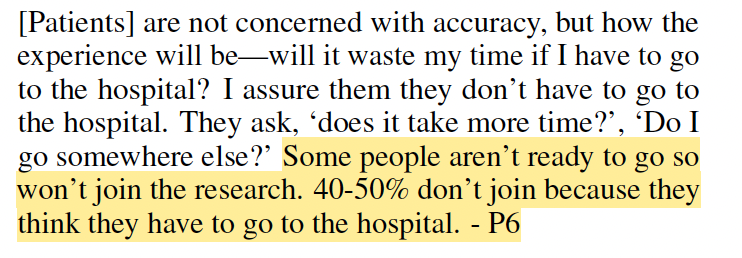 [Patients] are not concerned with accuracy, but how the
experience will be—will it waste my time if I have to go
to the hospital? I assure them they don’t have to go to
the hospital. They ask, ‘does it take more time?’, ‘Do I
go somewhere else?’ Some people aren’t ready to go so
won’t join the research. 40-50% don’t join because they
think they have to go to the hospital. - P6